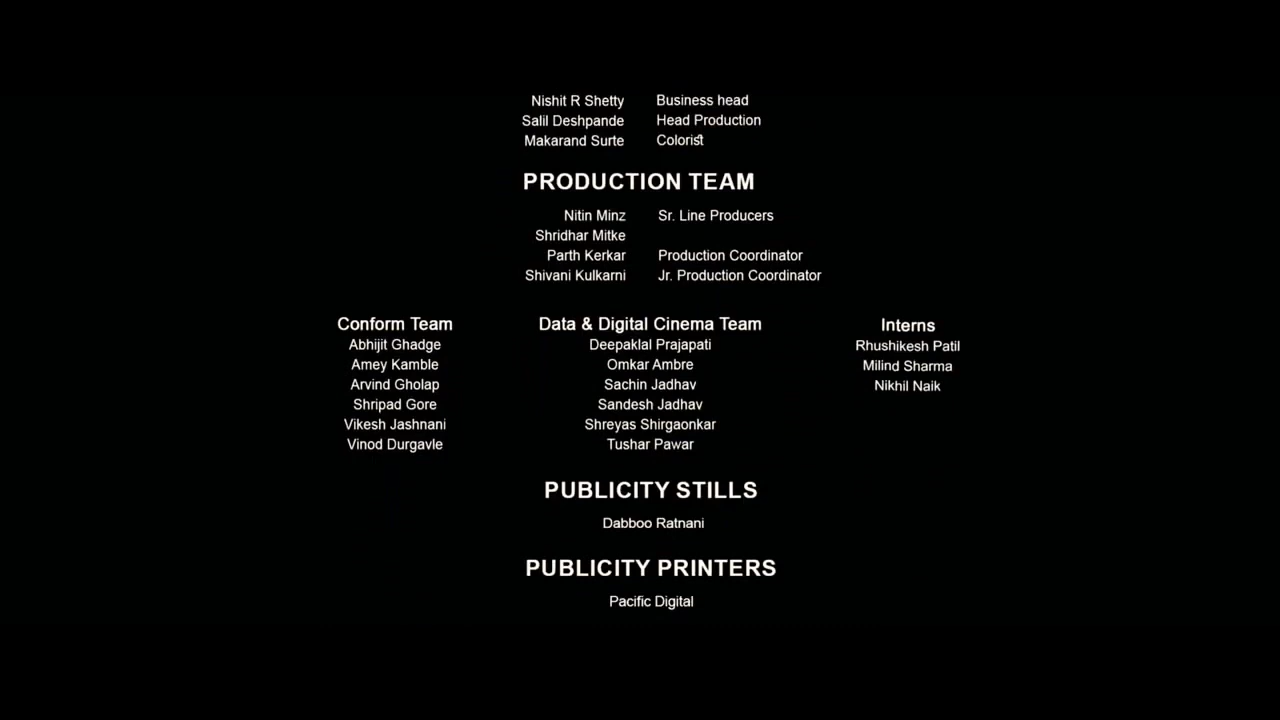 Nishit R Shetty Business head
Salil Deshpande Head Production
Makarand Surte Colorist
PRODUCTION TEAM
Nitin Minz Sr. Line Producers
Shridhar Mitke
Parth Kerkar Production Coordinator
Shivani Kulkarni Jr. Production Coordinator
Conform Team
Abhijit Ghadge
Amey Kamble
Arvind Gholap
Shripad Gore
Vikesh Jashnani
Vinod Durgavle
Data & Digital Cinema Team
Deepaklal Prajapati
Omkar Ambre
Sachin Jadhav
Sandesh Jadhav
Shreyas Shirgaonkar
Tushar Pawar
Interns
Rhushikesh Patil
Milind Sharma
Nikhil Naik
PUBLICITY STILLS
Dabboo Ratnani
PUBLICITY PRINTERS
Pacific Digital